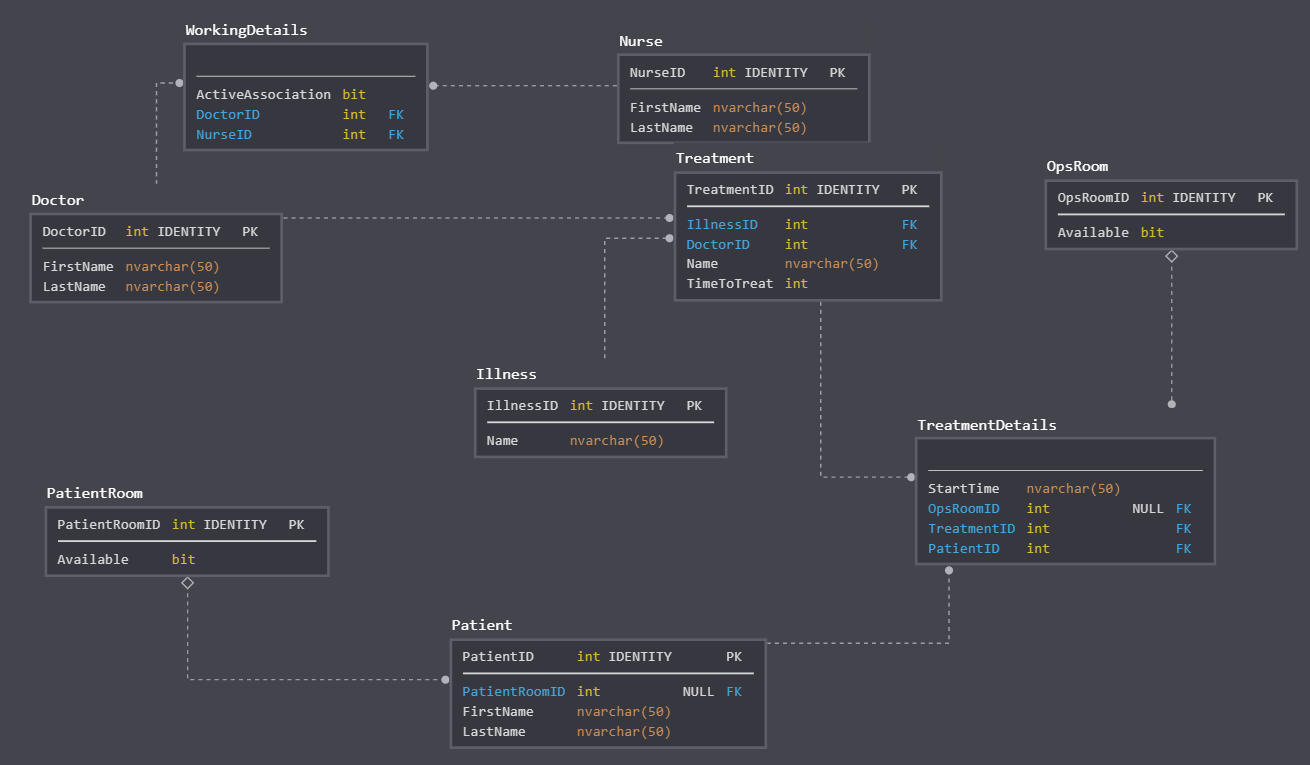 WorkingDetails
ActiveAssociation bit
DoctorID int FK
NurseID int FK
Nurse
NurseID int IDENTITY PK
FirstName nvarchar(50)
LastName nvarchar(50)
Treatment
TreatmentID int IDENTITY PK
IllnessID int FK
DoctorID int FK
Name nvarchar(50)
TimeToTreat int
OpsRoom
OpsRoomID int IDENTITY PK
Available bit
Doctor
DoctorID int IDENTITY PK
FirstName nvarchar(50)
LastName nvarchar(50)
Illness
IllnessID int IDENTITY PK
Name nvarchar(50)
TreatmentDetails
StartTime nvarchar(50)
OpsRoomID int NULL FK
TreatmentID int FK
PatientID int FK
PatientRoom
PatientRoomID int IDENTITY PK
Available bit
Patient
PatientID int IDENTITY PK
PatientRoomID int NULL FK
FirstName nvarchar(50)
LastName nvarchar(50)